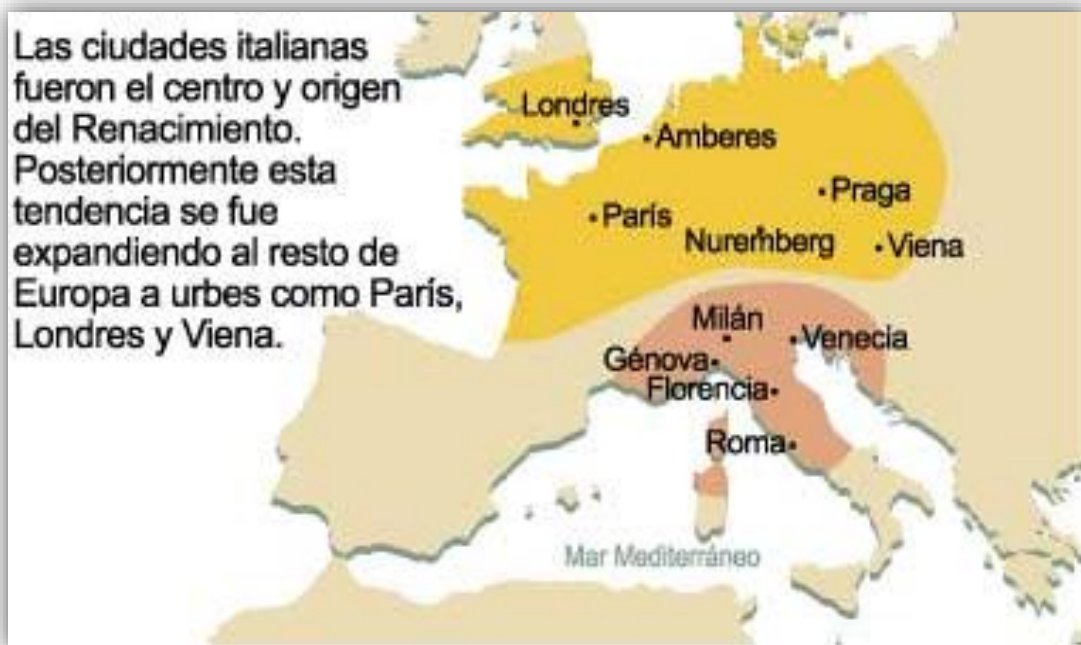 Las ciudades italianas
fueron el centro y origen
del Renacimiento.
Posteriormente esta
tendencia se fue
expandiendo al resto de
Europa a urbes como París,
Londres y Viena.
Londres
Amberes
Praga
París
Nuremberg
Viena
Milán
Venecia
Génova
Florencia
Roma
Mar Mediterráneo